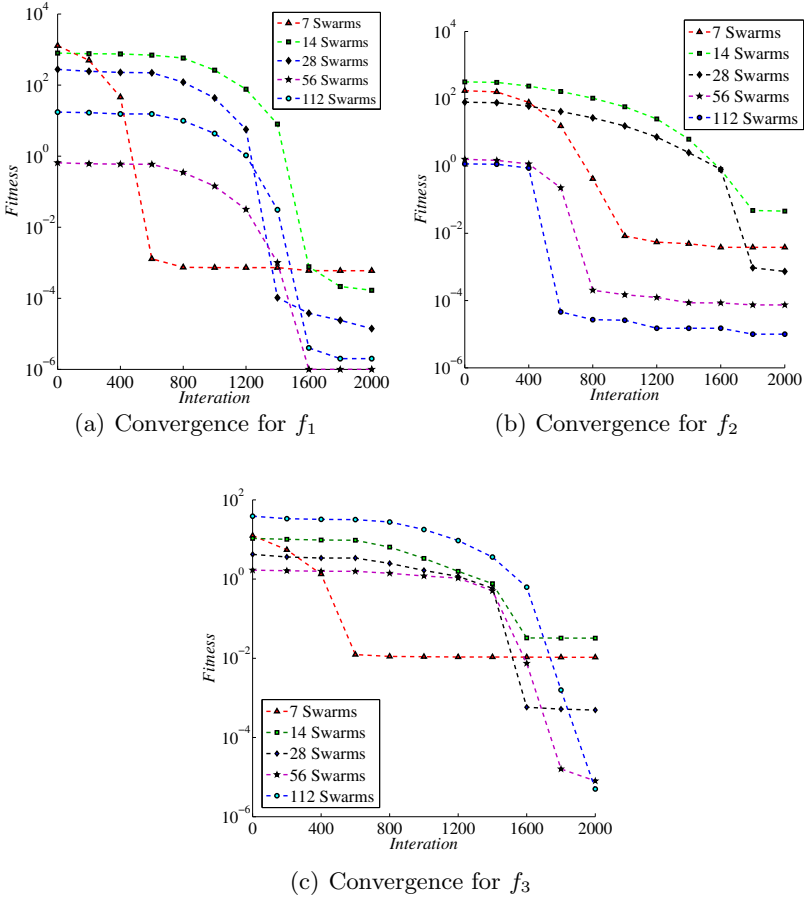 10^4
10^2
10^0
10^-2
10^-4
10^-6
Fitness
0 400 800 1200 1600 2000
Interation
7 Swarms
14 Swarms
28 Swarms
56 Swarms
112 Swarms
(a) Convergence for f_1
10^4
10^2
10^0
10^-2
10^-4
10^-6
Fitness
0 400 800 1200 1600 2000
Interation
7 Swarms
14 Swarms
28 Swarms
56 Swarms
112 Swarms
(b) Convergence for f_2
10^2
10^0
10^-2
10^-4
10^-6
Fitness
7 Swarms
14 Swarms
28 Swarms
56 Swarms
112 Swarms
0 400 800 1200 1600 2000
Interation
(c) Convergence for f_3